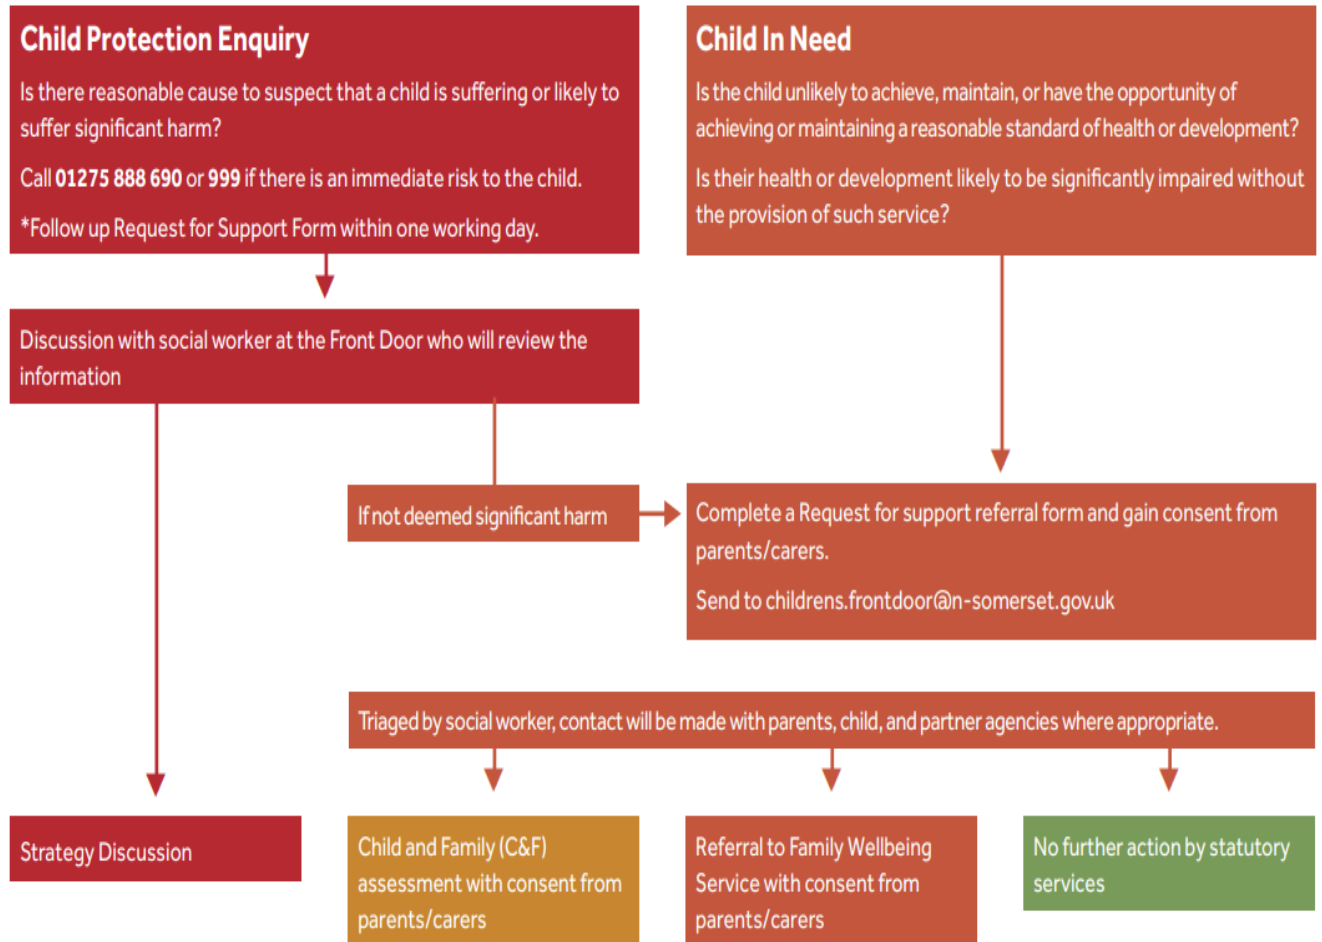 Child Protection Enquiry
Is there reasonable cause to suspect that a child is suffering or likely to
suffer significant harm?
Call 01275 888 690 or 999 if there is an immediate risk to the child.
*Follow up Request for Support Form within one working day.
Child In Need
Is the child unlikely to achieve, maintain, or have the opportunity of
achieving or maintaining a reasonable standard of health or development?
Is their health or development likely to be significantly impaired without
the provision of such service?
Discussion with social worker at the Front Door who will review the
information
If not deemed significant harm
Complete a Request for support referral form and gain consent from
parents/carers.
Send to childrens.frontdoor@n-somerset.gov.uk
Triaged by social worker, contact will be made with parents, child, and partner agencies where appropriate.
Strategy Discussion
Child and Family (C&F)
assessment with consent from
parents/carers
Referral to Family Wellbeing
Service with consent from
parents/carers
No further action by statutory
services